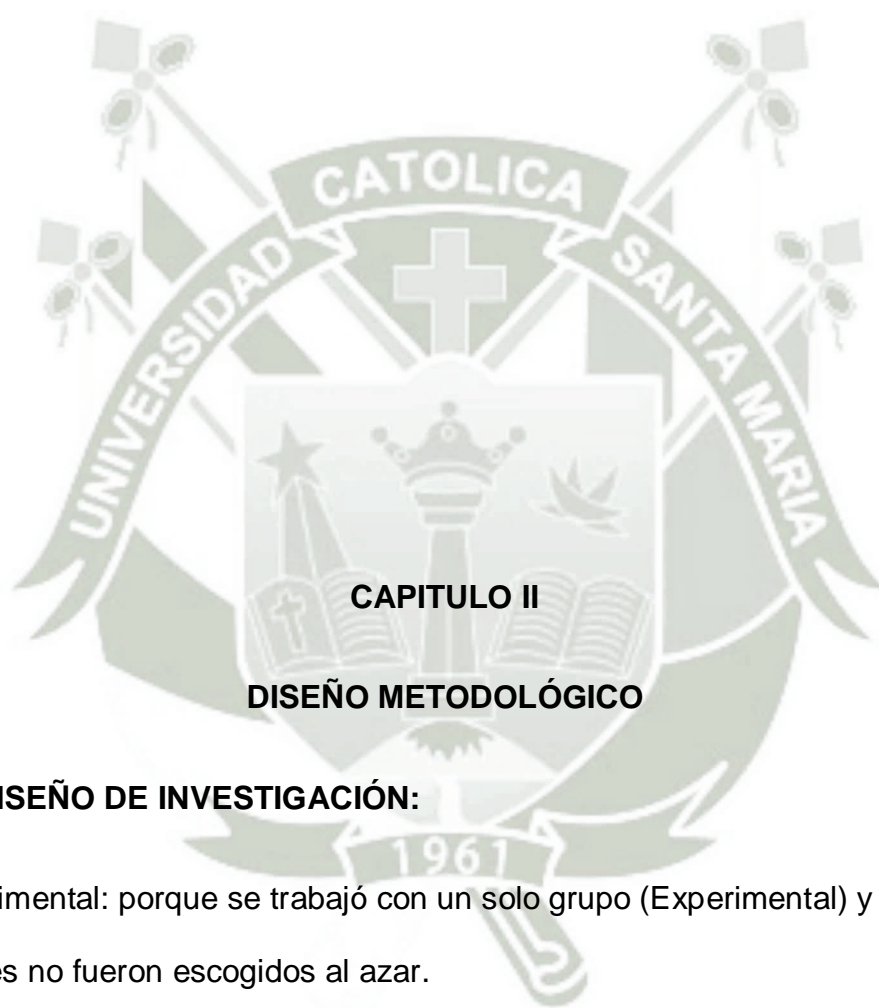 CATOLICA
UNIVERSIDAD
SANTA MARIA
CAPITULO II
DISEÑO METODOLÓGICO
ISEÑO DE INVESTIGACIÓN:
1961
imental: porque se trabajó con un solo grupo (Experimental) y
es no fueron escogidos al azar.